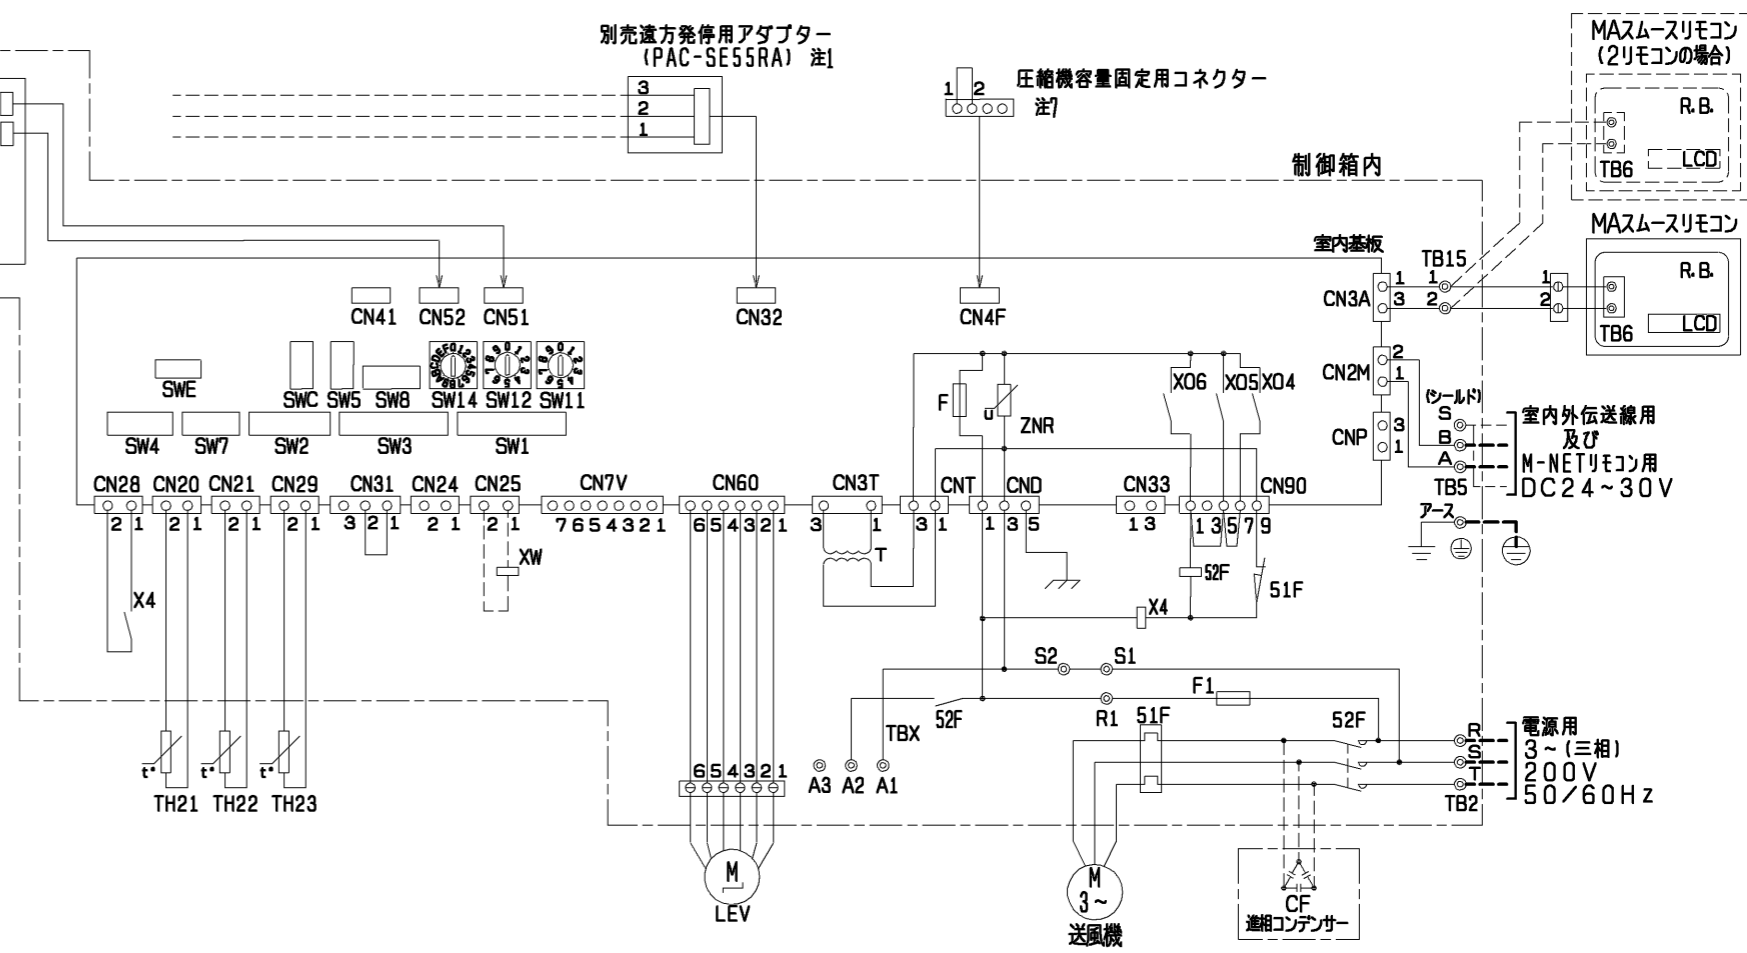 別売遠方発停用アダプター
(PAC-SE55RA) 注1
3
2
1
1 2
圧縮機容量固定用コネクター
注7
MAスムースリモコン
(2リモコンの場合)
R.B.
LCD
TB6
制御箱内
MAスムースリモコン
R.B.
LCD
TB6
室内基板
TB15
CN3A
1 1 1
3 2 2
CN41 CN52 CN51 CN32 CN4F
SWE SWC SW5 SW8 SW14 SW12 SW11
SW4 SW7 SW2 SW3 SW1
F
u
ZNR
X06 X05 X04
CN2M
2
1
CNP
3
1
(シールド)
S
B
A
TB5
室内外伝送線用
及び
M-NETリモコン用
DC24~30V
アース
CN28 CN20 CN21 CN29 CN31 CN24 CN25 CN7V CN60 CN3T CNT CND CN33 CN90
2 1 2 1 2 1 2 1 3 2 1 2 1 2 1 7 6 5 4 3 2 1 6 5 4 3 2 1 3 1 3 1 1 3 5 1 3 1 3 5 7 9
XW
T
52F
51F
X4
X4
S2 S1
F1
R1
52F
TBX
A3 A2 A1
51F
52F
R
S
T
TB2
電源用
3~(三相)
200V
50/60Hz
t°
t°
t°
TH21 TH22 TH23
6 5 4 3 2 1
M
LEV
M
3~
送風機
CF
進相コンデンサー